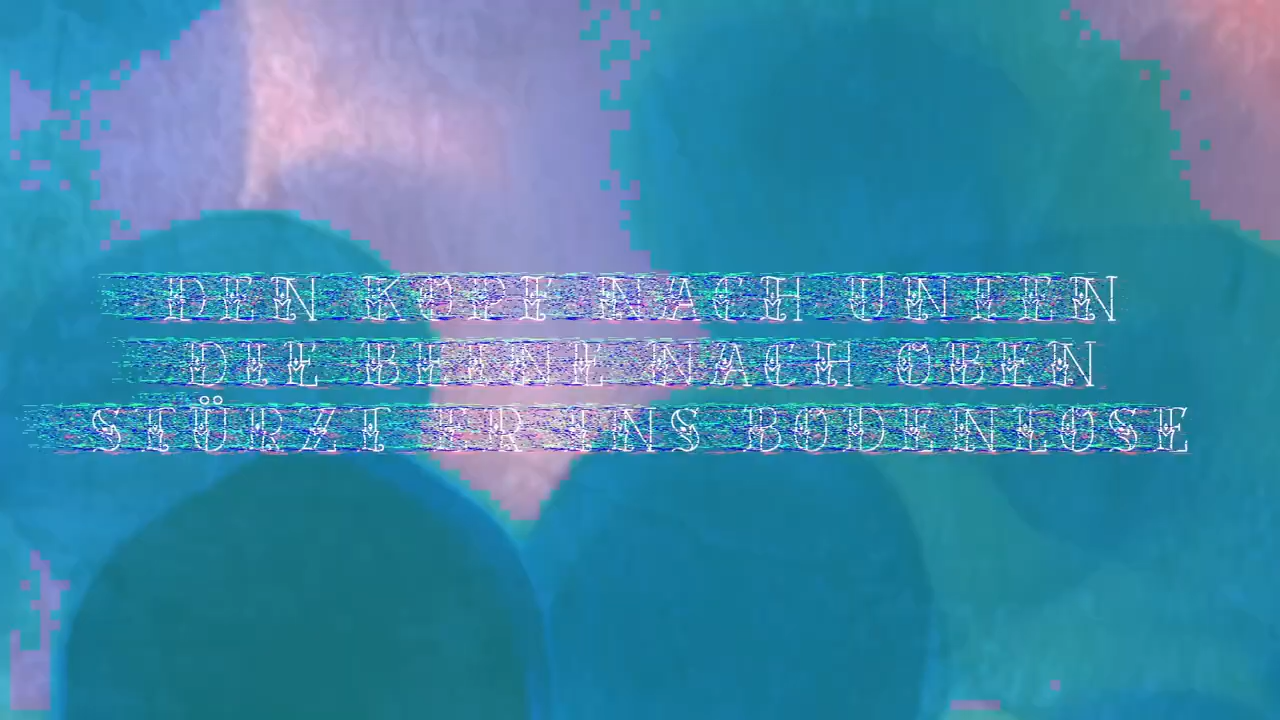 DEN KOPF NACH UNTEN
DIE BEINE NACH OBEN
STÜRZT ER INS BODENLOSE